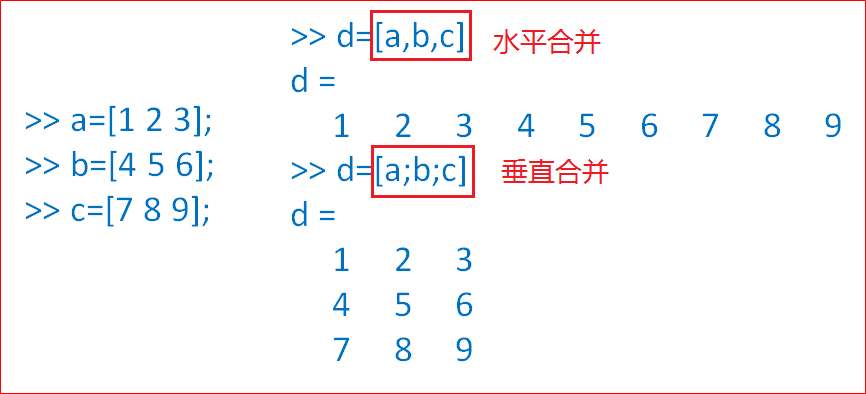 >> a=[1 2 3];
>> b=[4 5 6];
>> c=[7 8 9];
>> d=[a,b,c] 水平合并
d =
1 2 3 4 5 6 7 8 9
>> d=[a;b;c] 垂直合并
d =
1 2 3
4 5 6
7 8 9